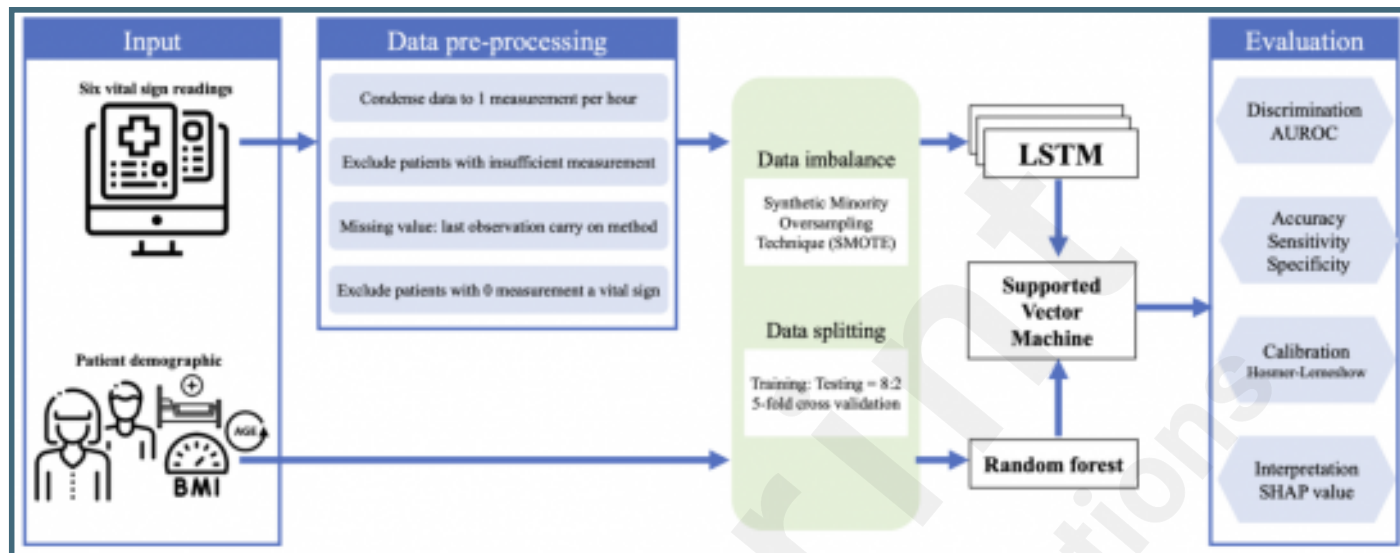 Input
Six vital sign readings
Patient demographic
AGE
BMI
Data pre-processing
Condense data to 1 measurement per hour
Exclude patients with insufficient measurement
Missing value: last observation carry on method
Exclude patients with 0 measurement a vital sign
Data imbalance
Synthetic Minority
Oversampling
Technique (SMOTE)
Data splitting
Training: Testing = 8:2
5-fold cross validation
LSTM
Supported
Vector
Machine
Random forest
Evaluation
Discrimination
AUROC
Accuracy
Sensitivity
Specificity
Calibration
Hosmer-Lemeshow
Interpretation
SHAP value